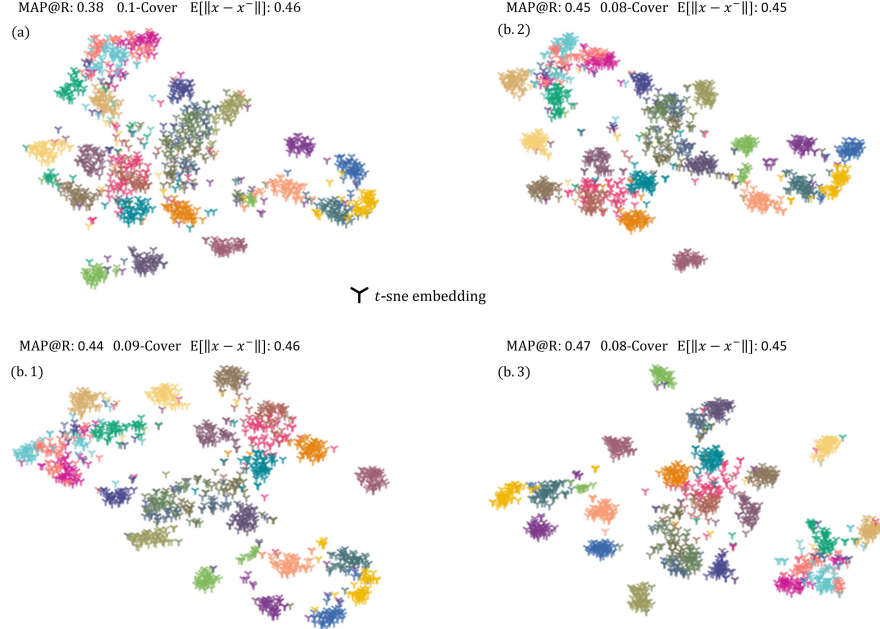 MAP@R: 0.38 0.1-Cover E[‖x − x⁻‖]: 0.46
(a)
MAP@R: 0.45 0.08-Cover E[‖x − x⁻‖]: 0.45
(b. 2)
t-sne embedding
MAP@R: 0.44 0.09-Cover E[‖x − x⁻‖]: 0.46
(b. 1)
MAP@R: 0.47 0.08-Cover E[‖x − x⁻‖]: 0.45
(b. 3)